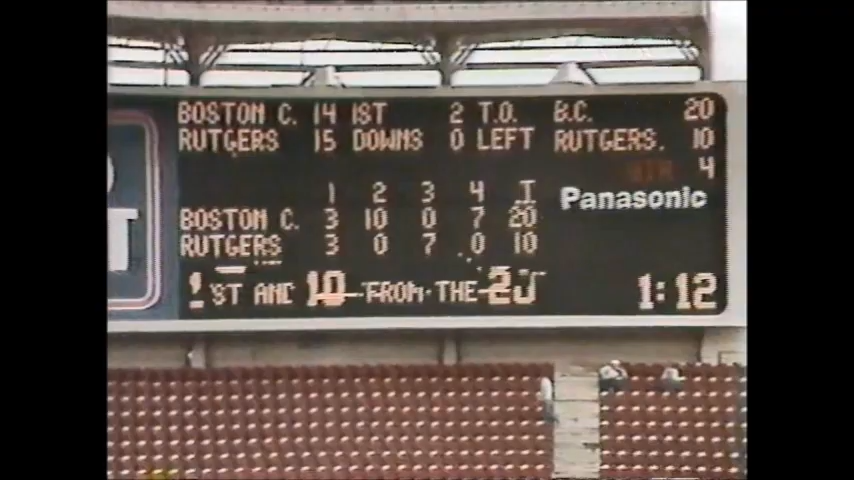 BOSTON C. 14 1ST 2 T.O. B.C. 20
RUTGERS 15 DOWNS 0 LEFT RUTGERS. 10
QTR 4
1 2 3 4 T
Panasonic
BOSTON C. 3 10 0 7 20
RUTGERS 3 0 7 0 10
1ST AND 10 FROM THE 1:12